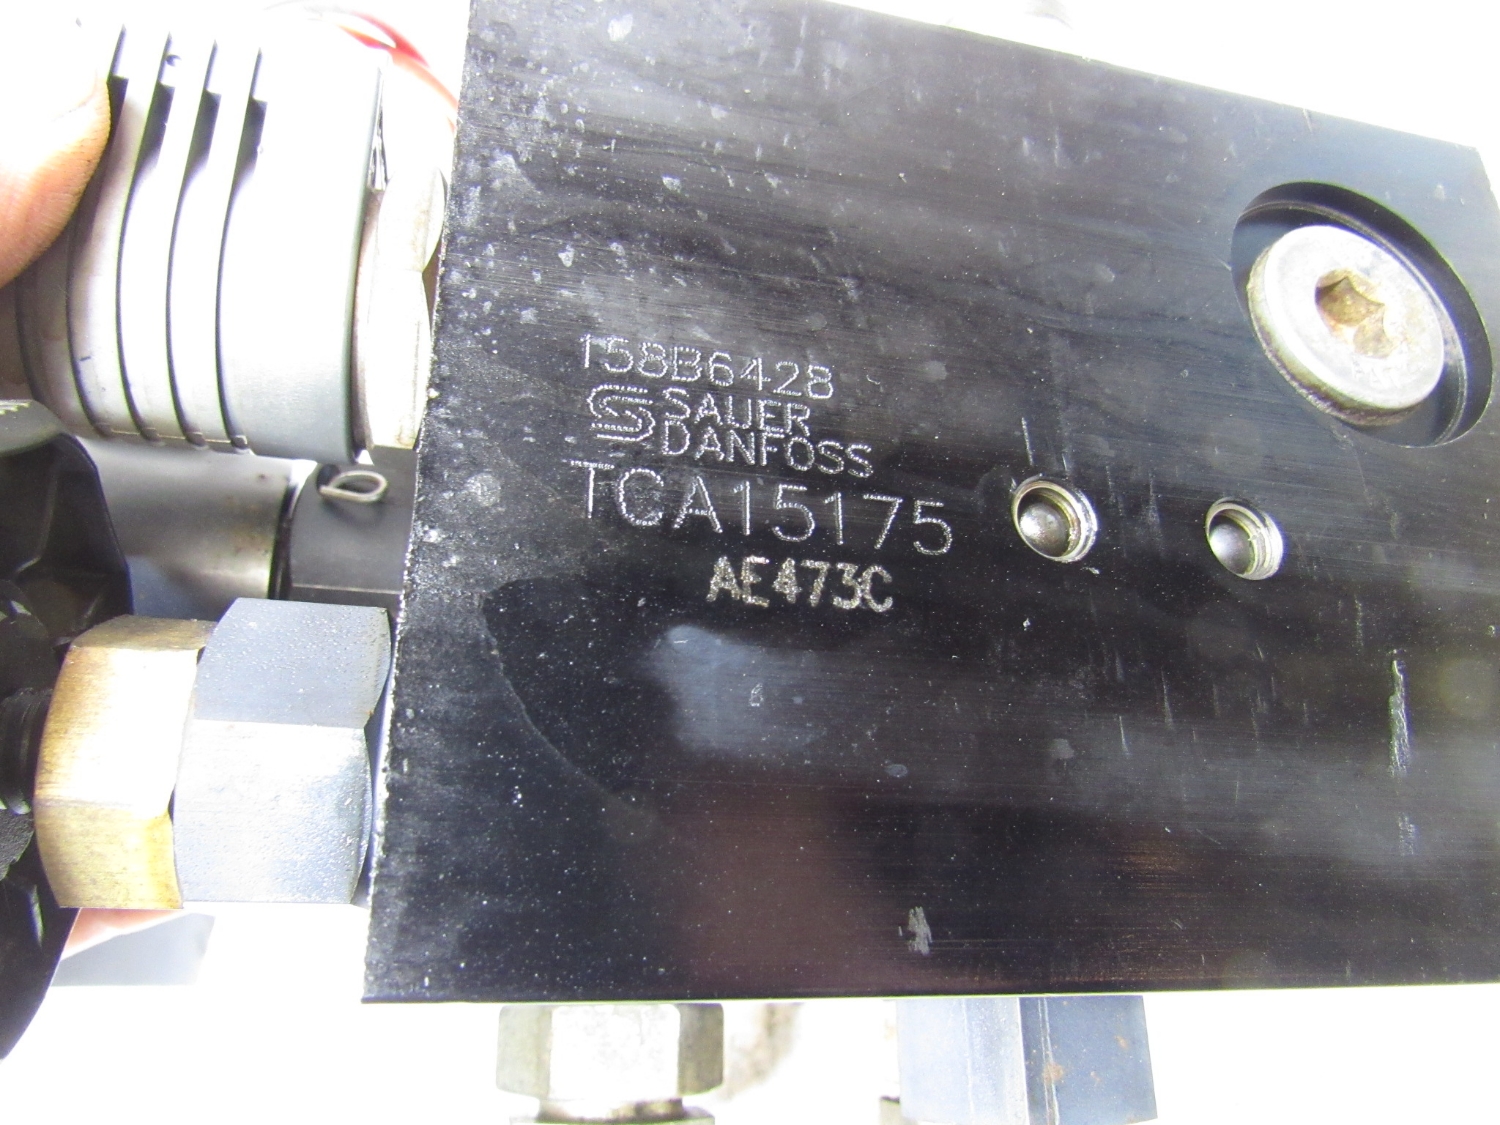 158B6428
SAUER
DANFOSS
TCA15175
AE473C